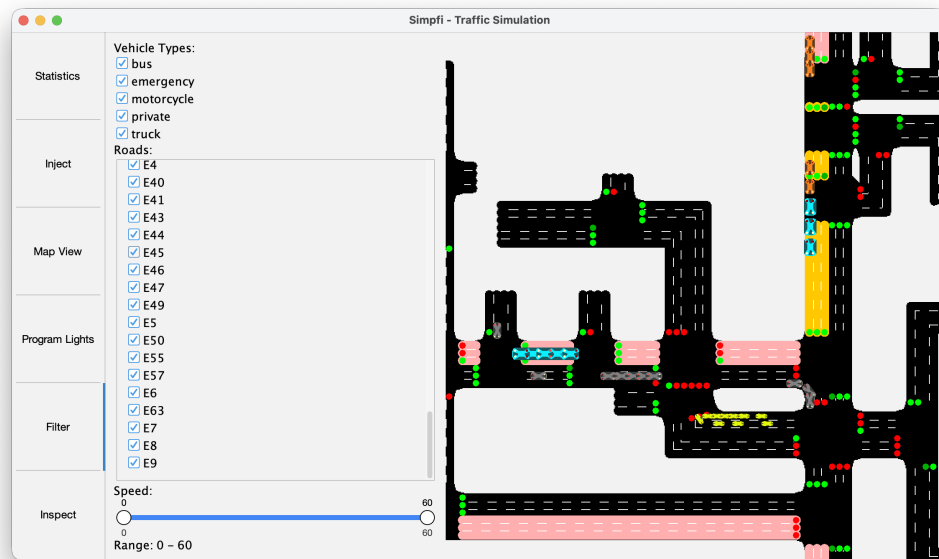 Simpfi - Traffic Simulation
Statistics
Inject
Map View
Program Lights
Filter
Inspect
Vehicle Types:
bus
emergency
motorcycle
private
truck
Roads:
E4
E40
E41
E43
E44
E45
E46
E47
E49
E5
E50
E55
E57
E6
E63
E7
E8
E9
Speed:
0 60
0 60
Range: 0 - 60